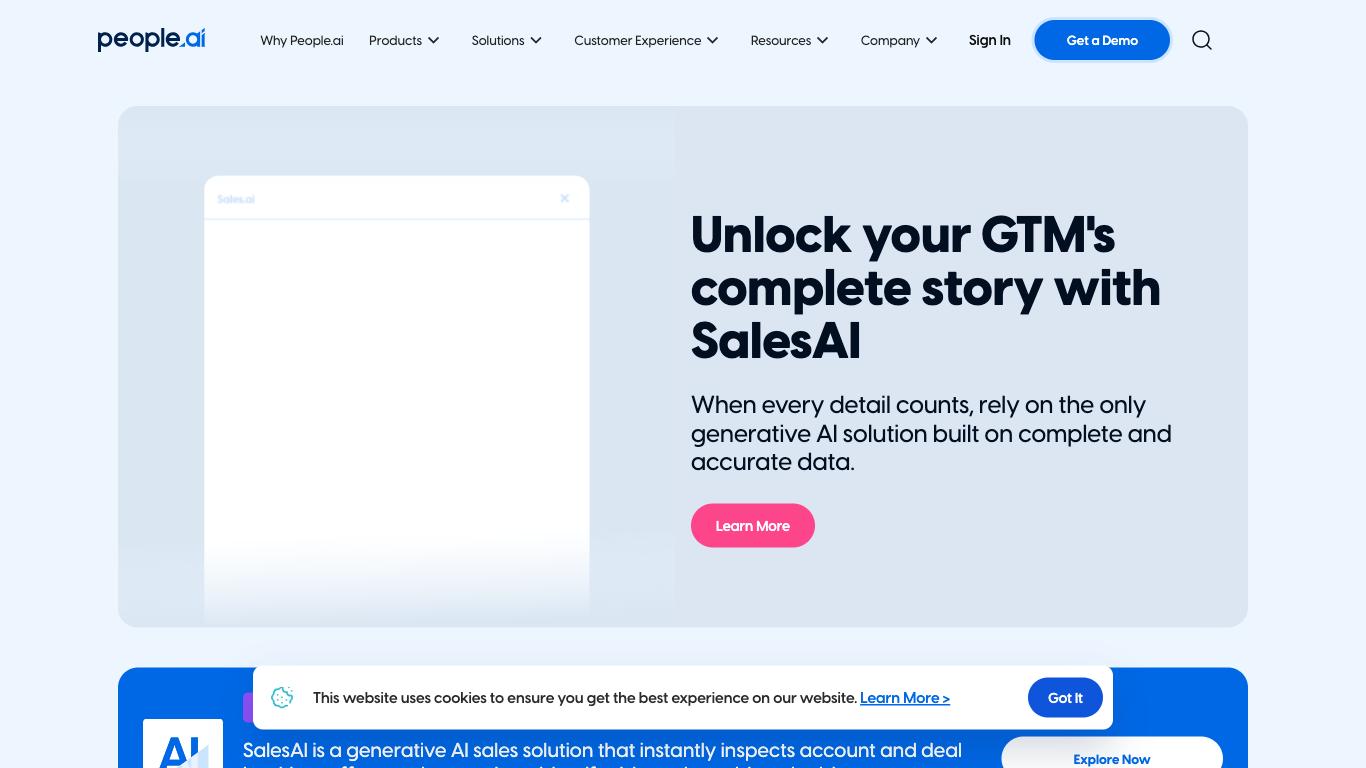 people.ai
Why People.ai
Products
Solutions
Customer Experience
Resources
Company
Sign In
Get a Demo
Sales.ai
Unlock your GTM's
complete story with
SalesAI
When every detail counts, rely on the only
generative AI solution built on complete and
accurate data.
Learn More
This website uses cookies to ensure you get the best experience on our website. Learn More >
Got It
AI
SalesAI is a generative AI sales solution that instantly inspects account and deal
Explore Now